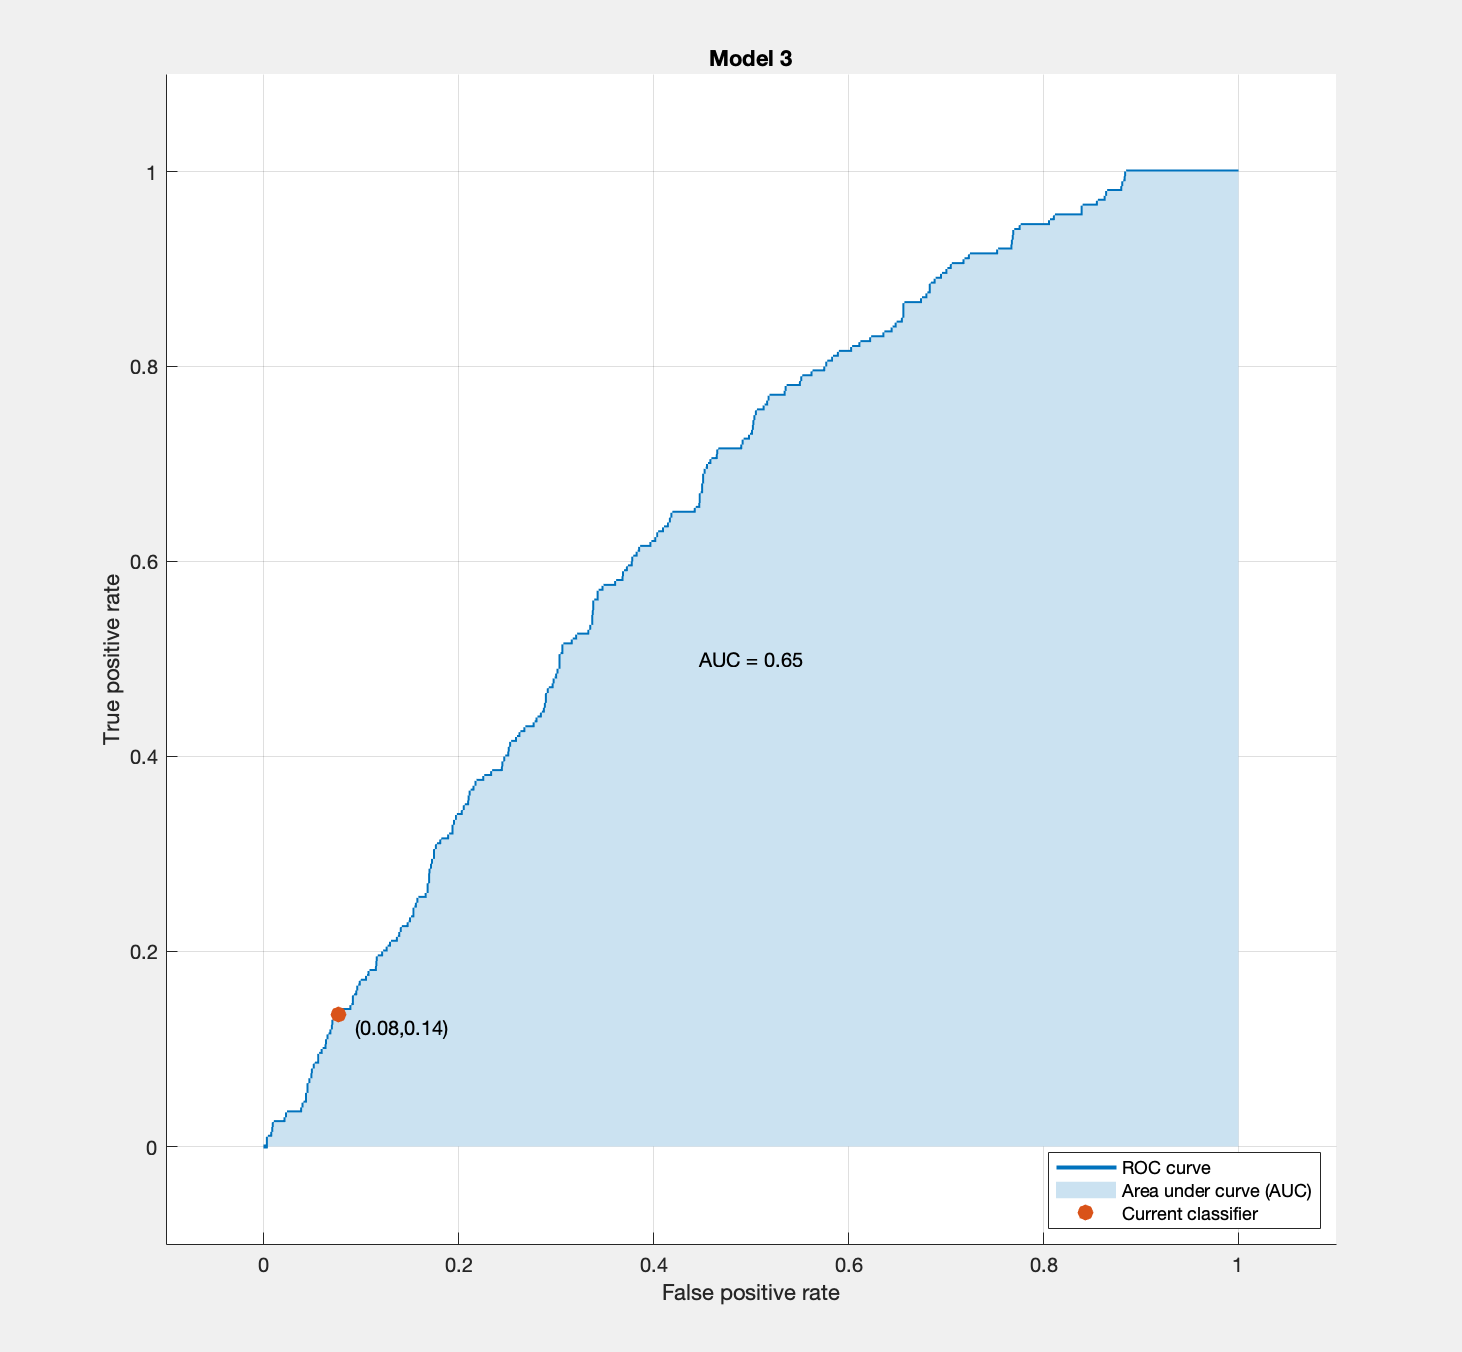 Model 3
1
0.8
0.6
0.4
0.2
0
True positive rate
AUC = 0.65
(0.08,0.14)
ROC curve
Area under curve (AUC)
Current classifier
0 0.2 0.4 0.6 0.8 1
False positive rate